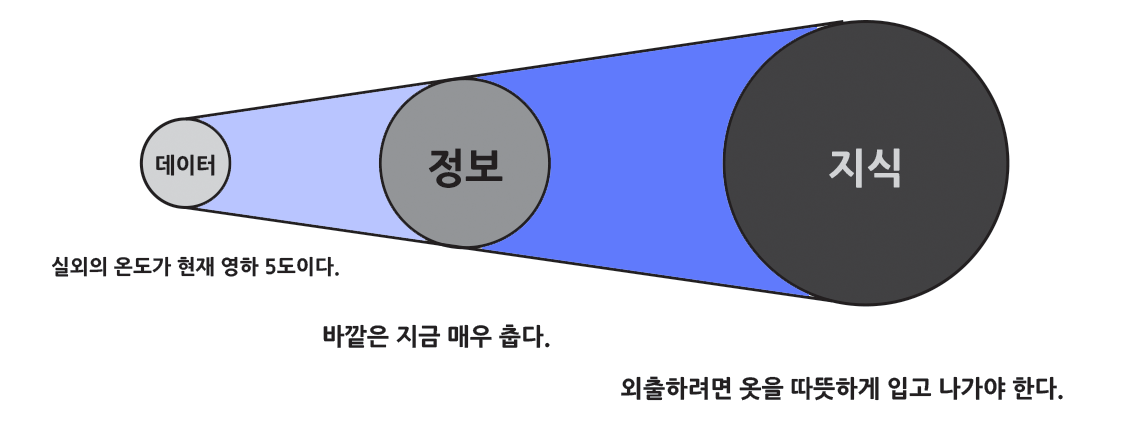 데이터
정보
지식
실외의 온도가 현재 영하 5도이다.
바깥은 지금 매우 춥다.
외출하려면 옷을 따뜻하게 입고 나가야 한다.